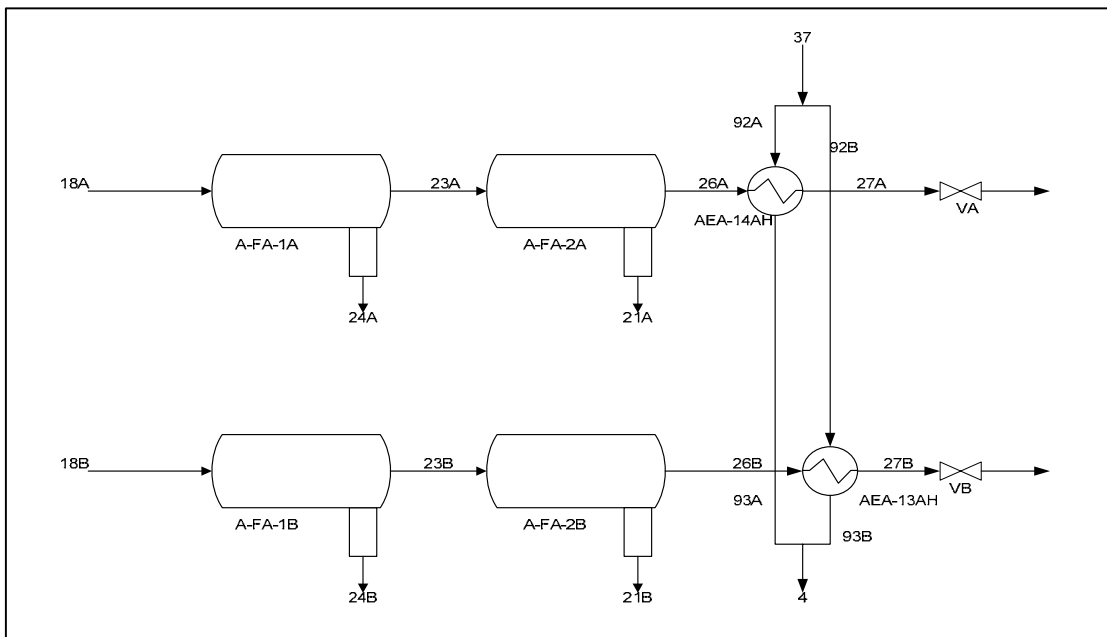 37
92A
92B
18A
23A
26A
27A
VA
AEA-14AH
A-FA-1A
A-FA-2A
24A
21A
18B
23B
26B
27B
VB
93A
AEA-13AH
A-FA-1B
A-FA-2B
93B
24B
21B
4